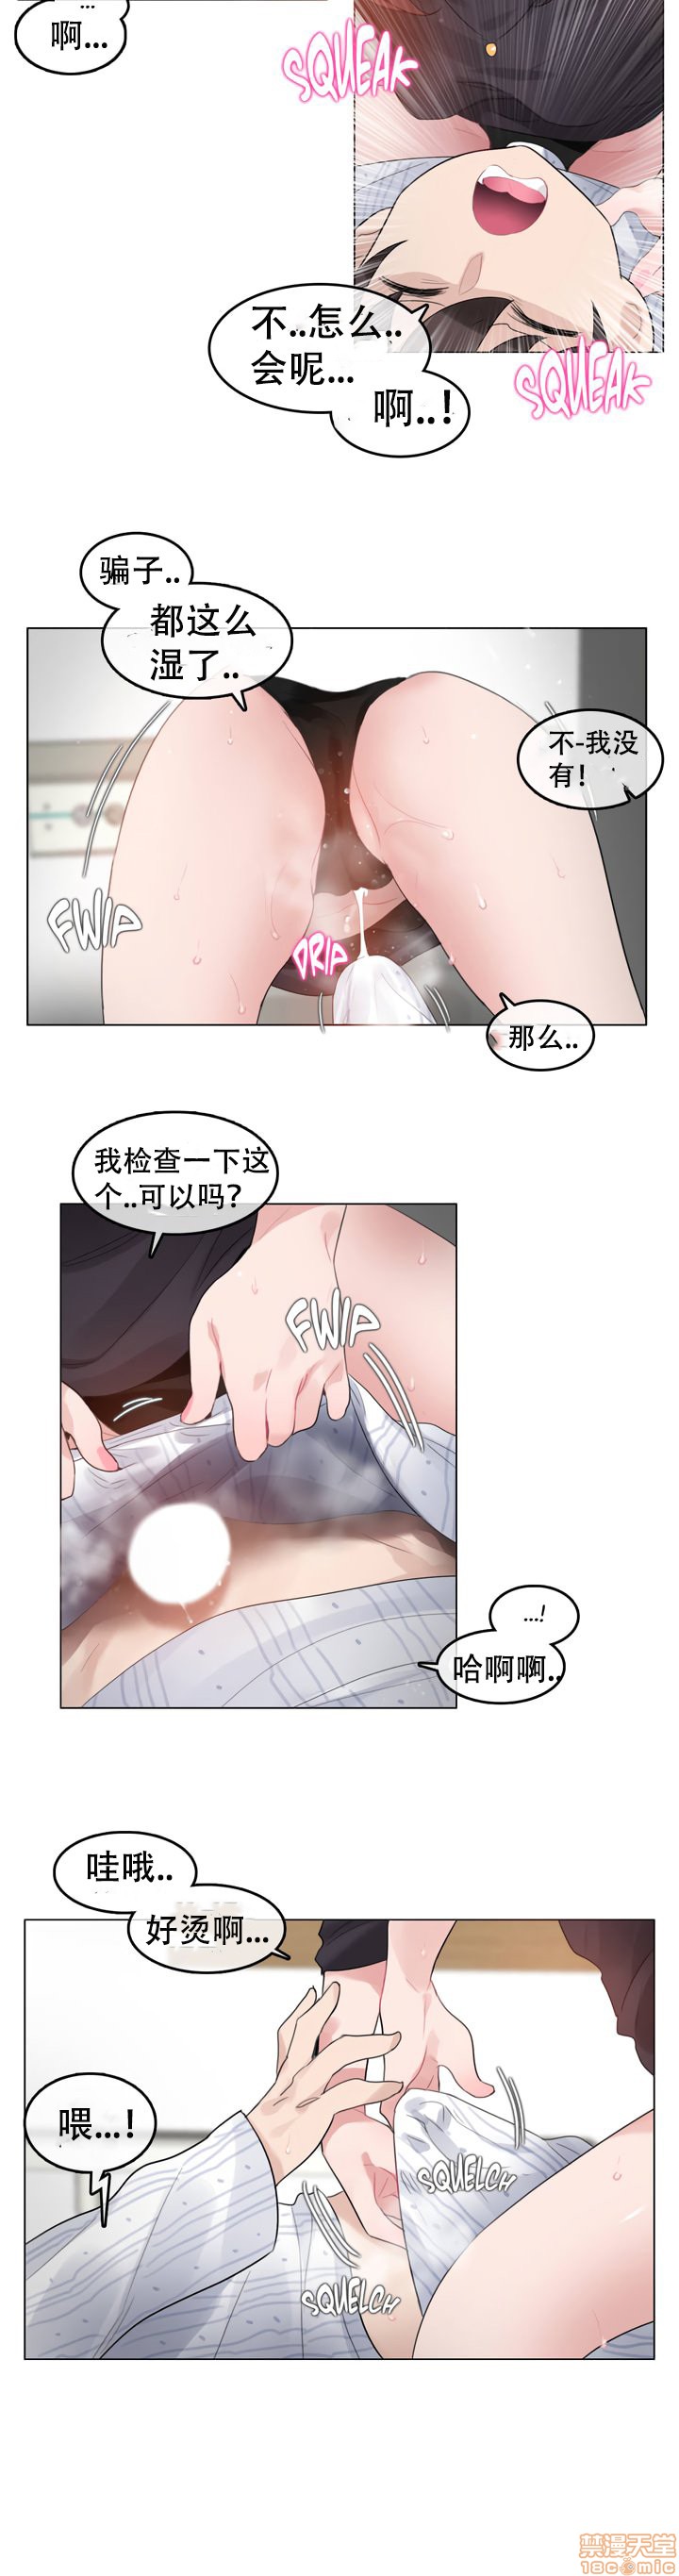 ...
啊...
SQUEAK
不..怎么..
会呢...
啊..!
SQUEAK
骗子..
都这么
湿了..
不-我没
有!
FWIP
DRIP
那么..
我检查一下这
个..可以吗?
FWIP
...!
哈啊啊..
哇哦..
好烫啊...
喂...!
SQUELCH
SQUELCH
禁漫天堂
18comic